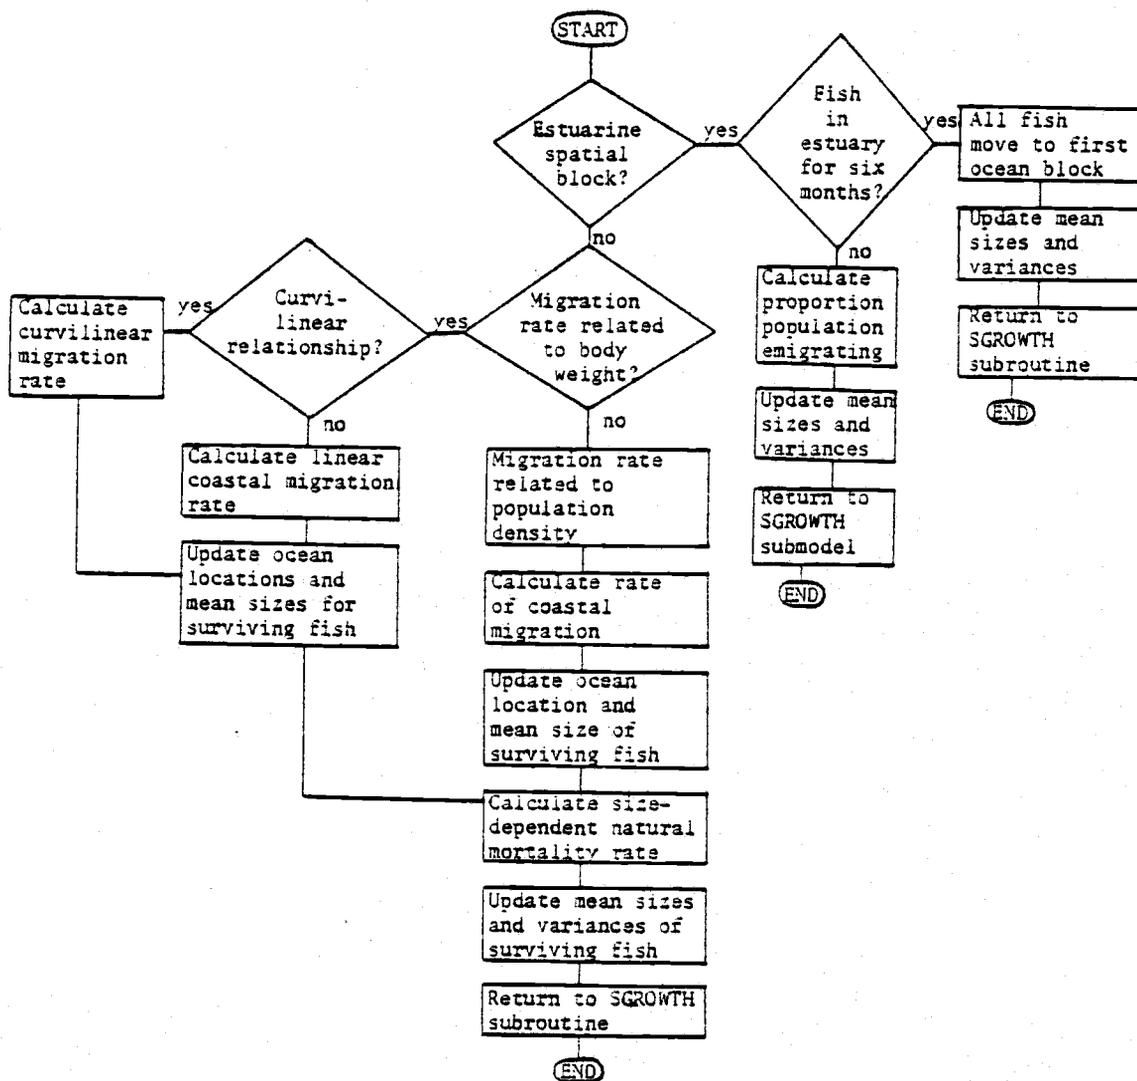 START
Estuarine
spatial
block?
yes
Fish
in
estuary
for six
months?
yes
All fish
move to first
ocean block
Update mean
sizes and
variances
Return to
SGROWTH
subroutine
END
no
Calculate
proportion
population
emigrating
Update mean
sizes and
variances
Return to
SGROWTH
submodel
END
no
Migration
rate related
to body
weight?
yes
Curvi-
linear
relationship?
yes
Calculate
curvilinear
migration
rate
no
Calculate linear
coastal migration
rate
Update ocean
locations and
mean sizes for
surviving fish
no
Migration rate
related to
population
density
Calculate rate
of coastal
migration
Update ocean
location and
mean size of
surviving fish
Calculate size-
dependent natural
mortality rate
Update mean sizes
and variances of
surviving fish
Return to SGROWTH
subroutine
END